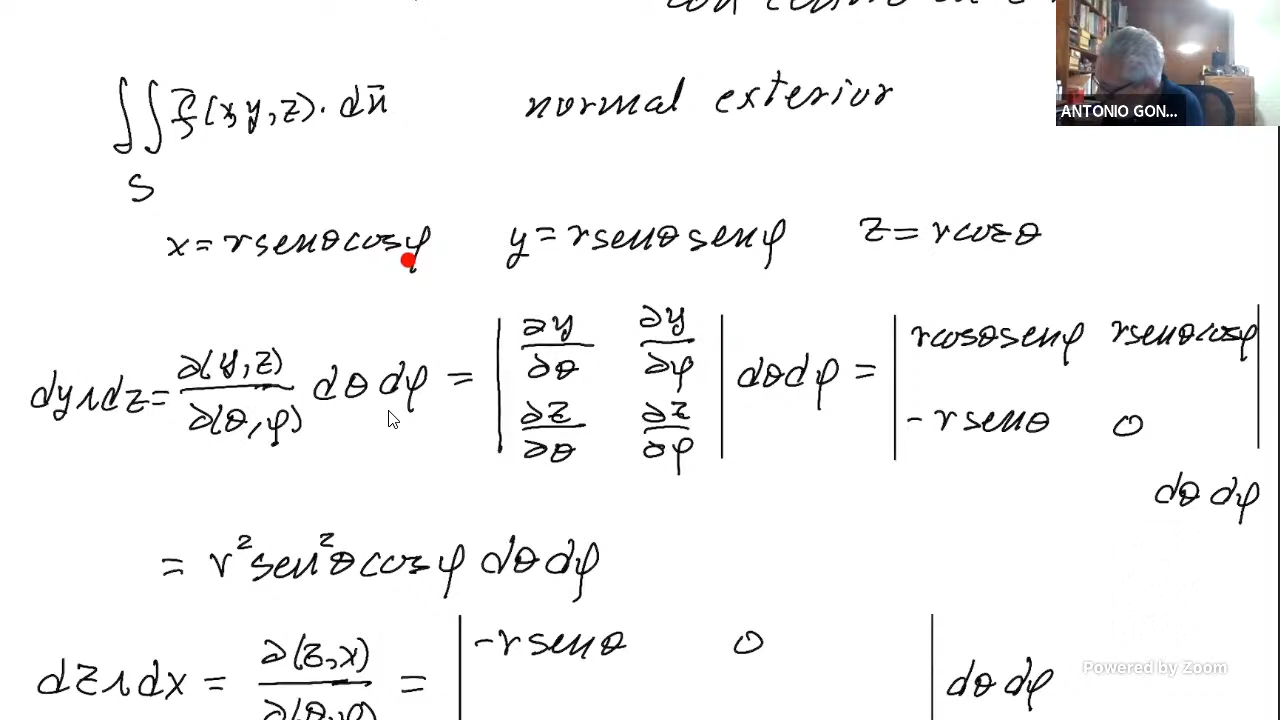 ANTONIO GON...
∫∫ F̄(x,y,z)·dn̄ normal exterior
S
x = r senθ cosφ y = r senθ senφ z = r cosθ
dy∧dz = ∂(y,z)/∂(θ,φ) dθ dφ = | ∂y/∂θ ∂y/∂φ ; ∂z/∂θ ∂z/∂φ | dθ dφ = | r cosθ senφ r senθ cosφ ; -r senθ 0 |
dθ dφ
= r² sen²θ cosφ dθ dφ
dz∧dx = ∂(z,x)/∂(θ,φ) = | -r senθ 0 | dθ dφ
Powered by Zoom